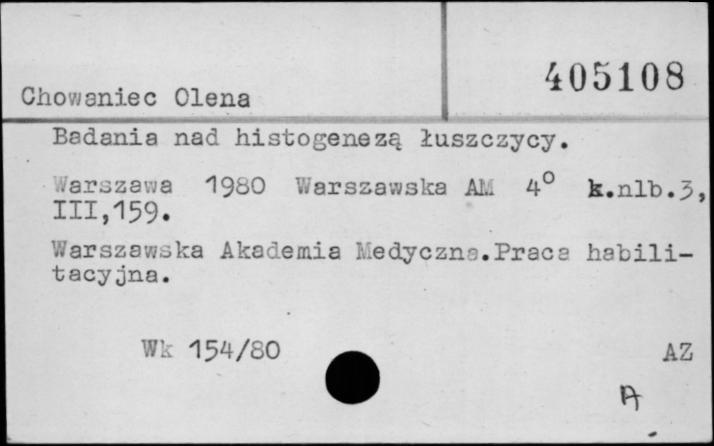 405108
Chowaniec Olena
Badania nad histogenezą łuszczycy.
Warszawa 1980 Warszawska AM 4° k.nlb.3,
III,159.
Warszawska Akademia Medyczna.Praca habili-
tacyjna.
Wk 154/80
AZ